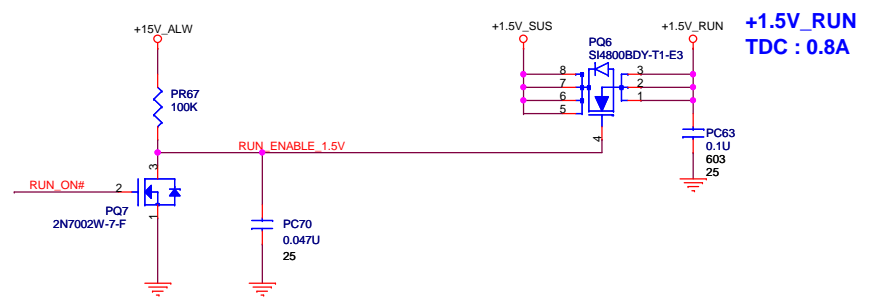 +1.5V_RUN
TDC : 0.8A
+15V_ALW
+1.5V_SUS
+1.5V_RUN
PQ6
SI4800BDY-T1-E3
8
7
6
5
3
2
1
4
PR67
100K
RUN_ENABLE_1.5V
PC63
0.1U
603
25
RUN_ON#
2
3
1
PQ7
2N7002W-7-F
PC70
0.047U
25